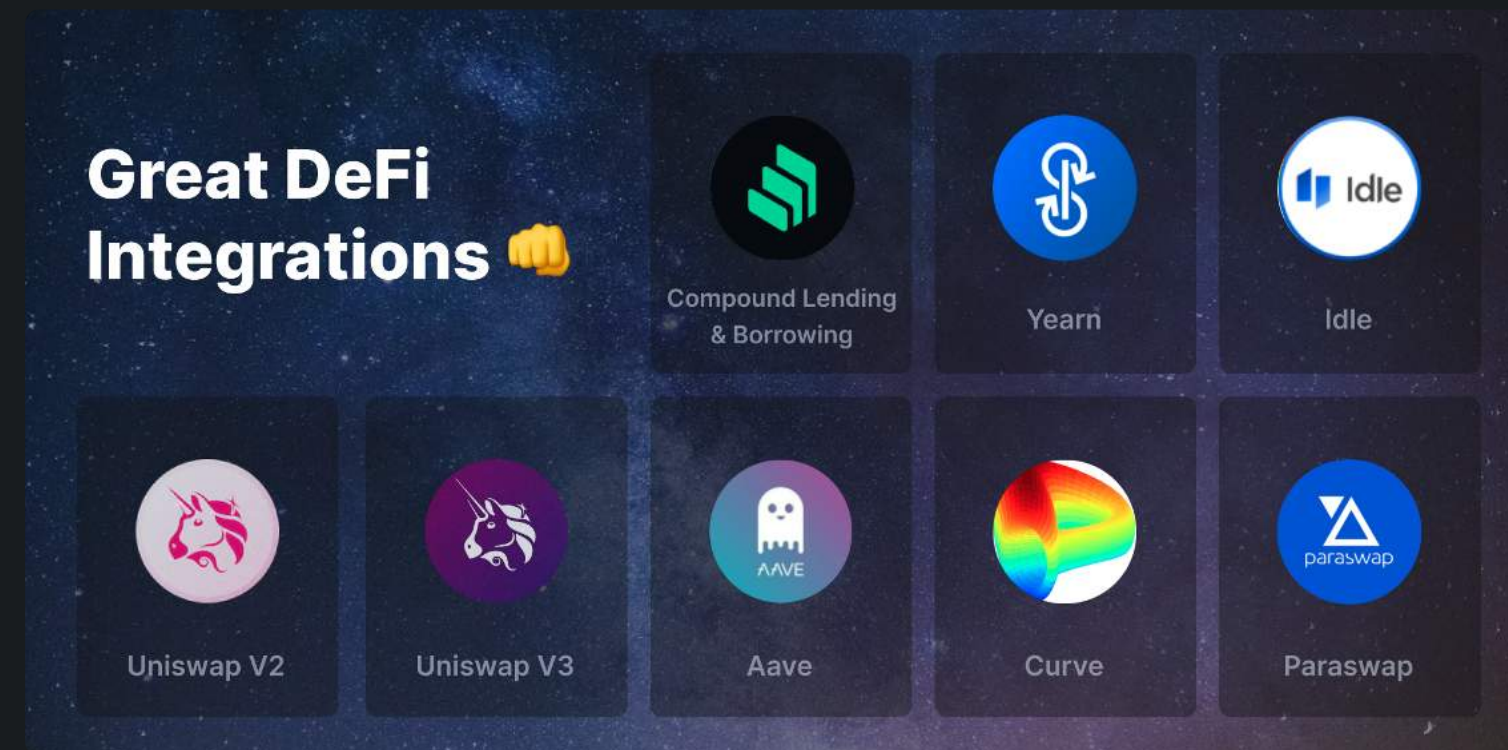 Great DeFi
Integrations 👊
Compound Lending
& Borrowing
Yearn
Idle
Idle
Uniswap V2
Uniswap V3
AAVE
Aave
Curve
paraswap
Paraswap